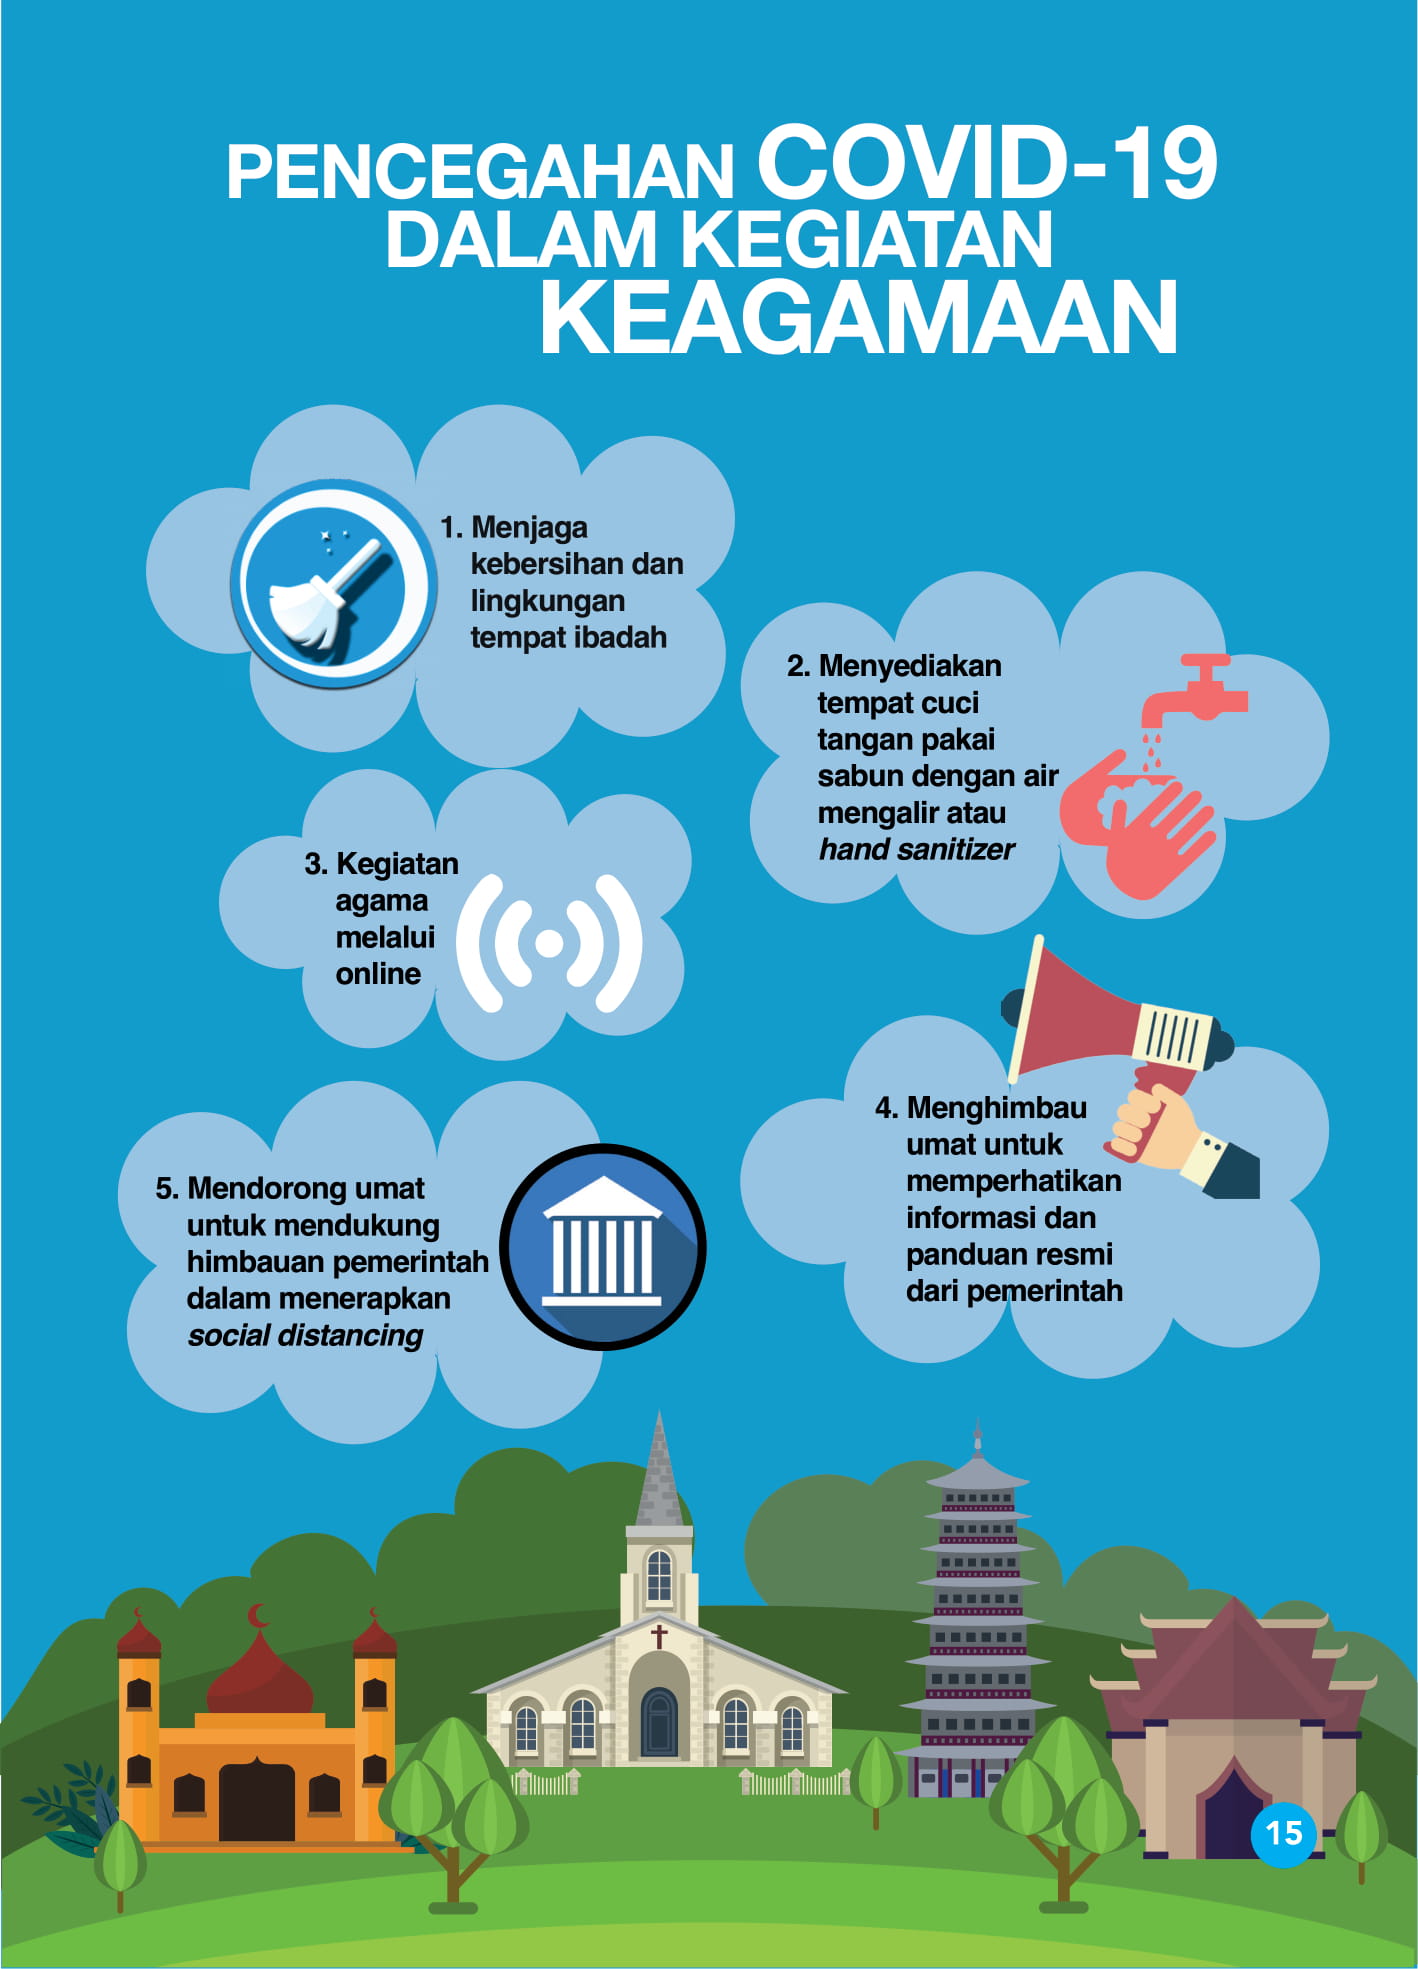 PENCEGAHAN COVID-19
DALAM KEGIATAN
KEAGAMAAN
1. Menjaga
kebersihan dan
lingkungan
tempat ibadah
2. Menyediakan
tempat cuci
tangan pakai
sabun dengan air
mengalir atau
hand sanitizer
3. Kegiatan
agama
melalui
online
4. Menghimbau
umat untuk
memperhatikan
informasi dan
panduan resmi
dari pemerintah
5. Mendorong umat
untuk mendukung
himbauan pemerintah
dalam menerapkan
social distancing
15